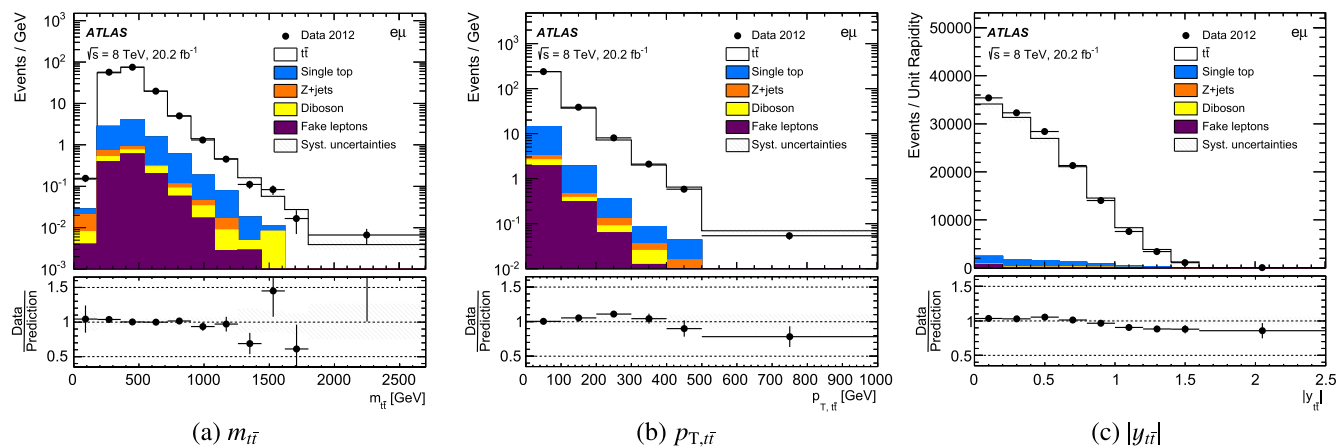 Events / GeV
10³
10²
10
1
10⁻¹
10⁻²
10⁻³
ATLAS
eμ
√s = 8 TeV, 20.2 fb⁻¹
Data 2012
tt̄
Single top
Z+jets
Diboson
Fake leptons
Syst. uncertainties
Data
Prediction
1.5
1
0.5
0 500 1000 1500 2000 2500
m_tt̄ [GeV]
(a) m_tt̄
Events / GeV
10³
10²
10
1
10⁻¹
10⁻²
ATLAS
eμ
√s = 8 TeV, 20.2 fb⁻¹
Data 2012
tt̄
Single top
Z+jets
Diboson
Fake leptons
Syst. uncertainties
Data
Prediction
1.5
1
0.5
0 100 200 300 400 500 600 700 800 900 1000
p_T, tt̄ [GeV]
(b) p_T,tt̄
Events / Unit Rapidity
50000
40000
30000
20000
10000
0
ATLAS
eμ
√s = 8 TeV, 20.2 fb⁻¹
Data 2012
tt̄
Single top
Z+jets
Diboson
Fake leptons
Syst. uncertainties
Data
Prediction
1.5
1
0.5
0 0.5 1 1.5 2 2.5
|y_tt̄|
(c) |y_tt̄|